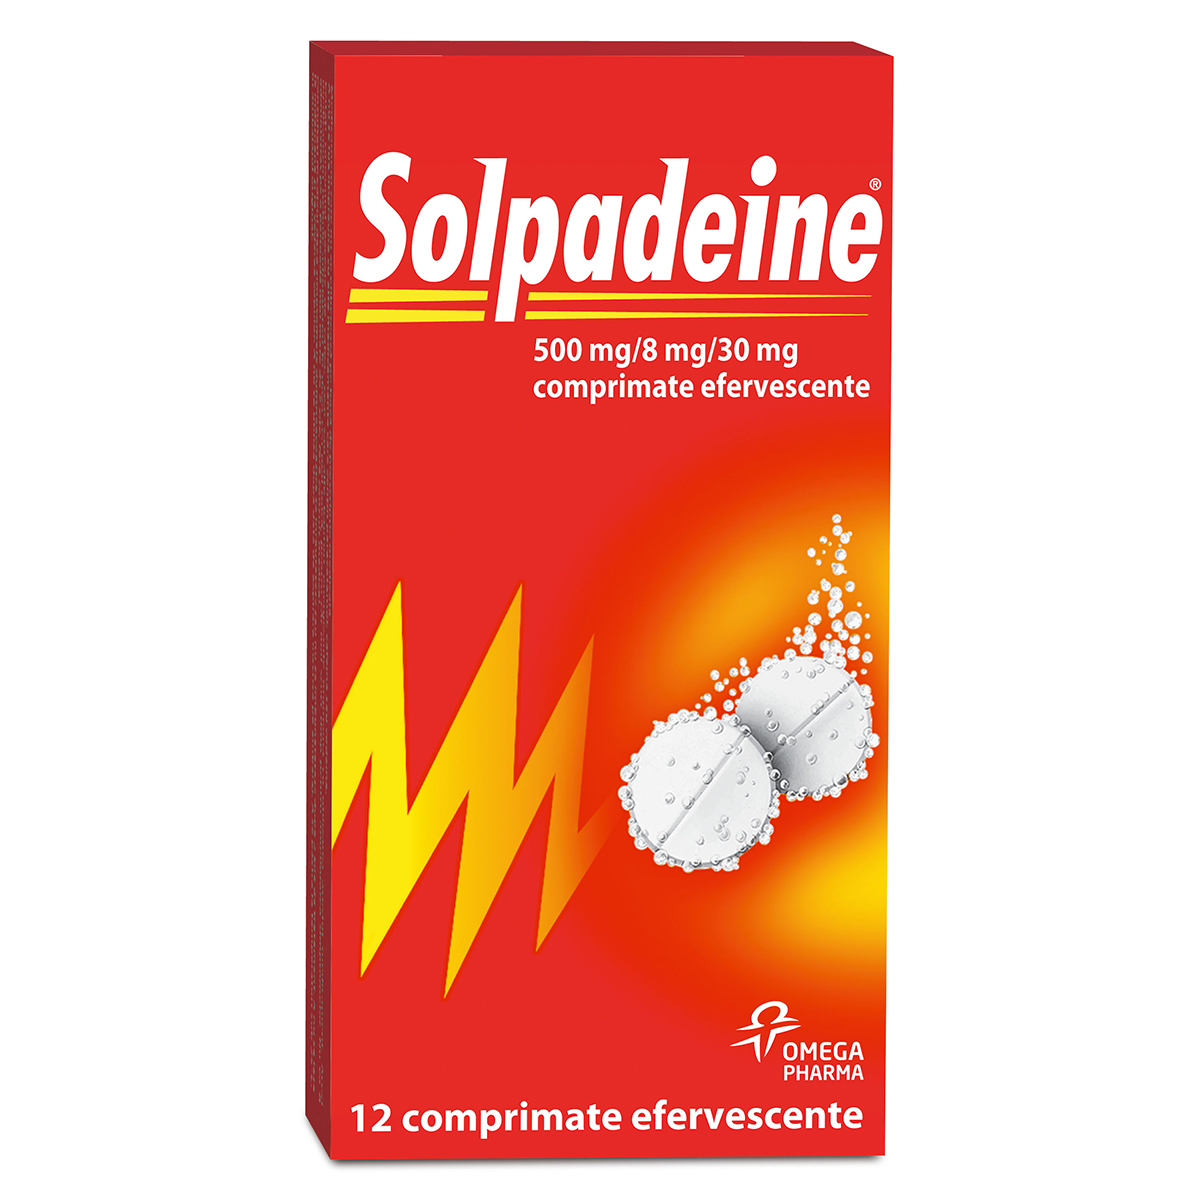 Solpadeine®
500 mg/8 mg/30 mg
comprimate efervescente
OMEGA
PHARMA
12 comprimate efervescente